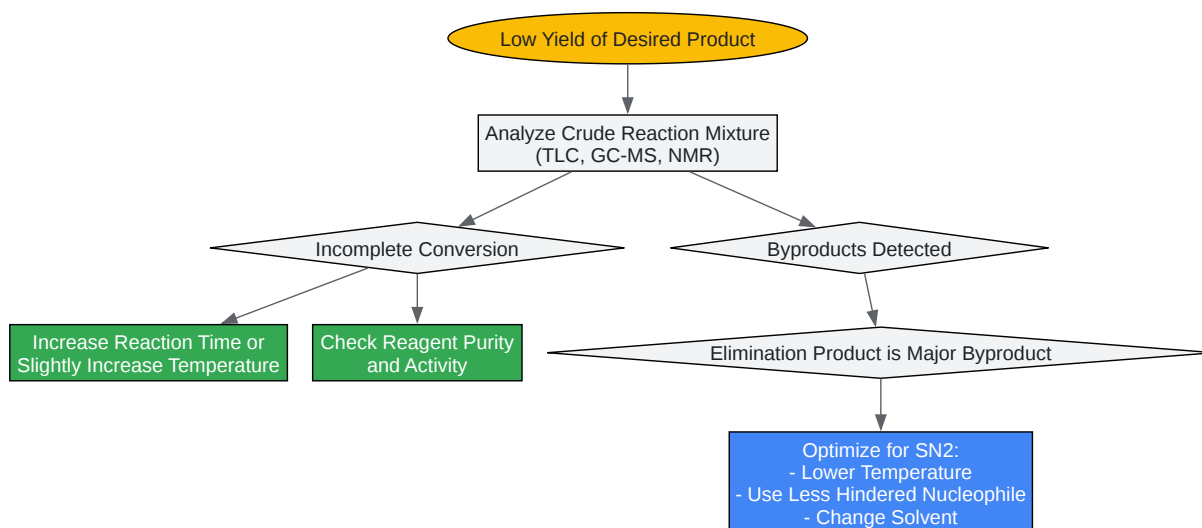 Low Yield of Desired Product
Analyze Crude Reaction Mixture
(TLC, GC-MS, NMR)
Incomplete Conversion
Byproducts Detected
Increase Reaction Time or
Slightly Increase Temperature
Check Reagent Purity
and Activity
Elimination Product is Major Byproduct
Optimize for SN2:
- Lower Temperature
- Use Less Hindered Nucleophile
- Change Solvent